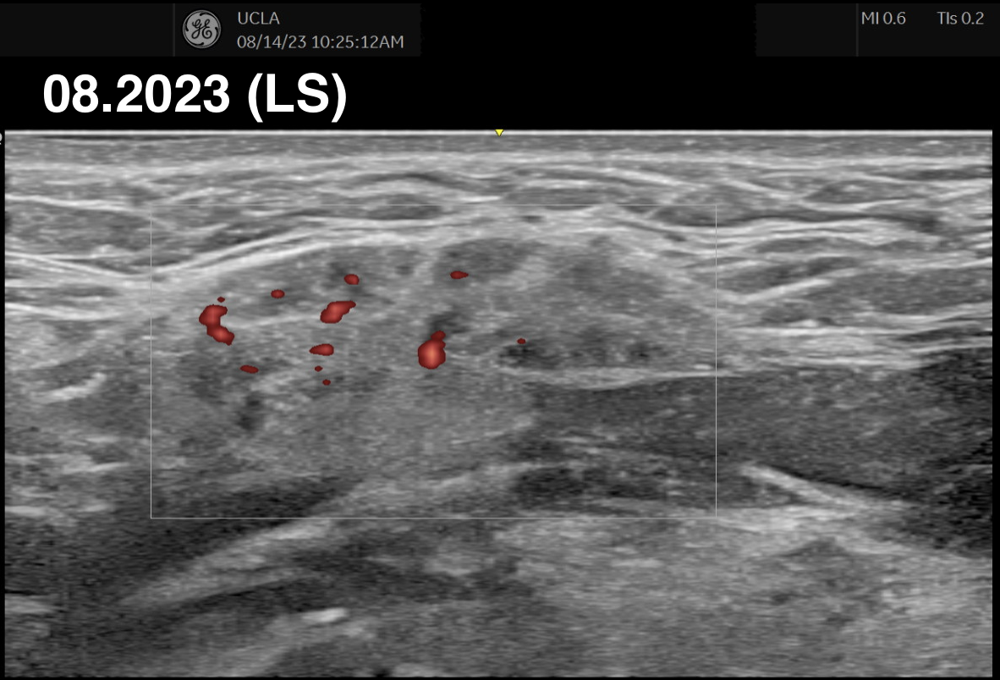 UCLA
MI 0.6 TIs 0.2
08/14/23 10:25:12AM
08.2023 (LS)